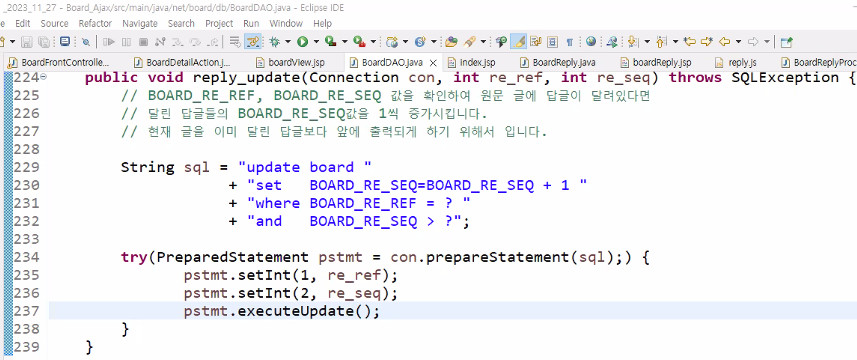 _2023_11_27 - Board_Ajax/src/main/java/net/board/db/BoardDAO.java - Eclipse IDE
Edit Source Refactor Source Navigate Search Project Run Window Help
BoardFrontControlle... BoardDetailAction.j... boardView.jsp BoardDAO.java index.jsp BoardReply.java boardReply.jsp reply.js BoardReplyProc
224 public void reply_update(Connection con, int re_ref, int re_seq) throws SQLException {
225 // BOARD_RE_REF, BOARD_RE_SEQ 값을 확인하여 원문 글에 답글이 달려있다면
226 // 달린 답글들의 BOARD_RE_SEQ값을 1씩 증가시킵니다.
227 // 현재 글을 이미 달린 답글보다 앞에 출력되게 하기 위해서 입니다.
228
229 String sql = "update board "
230 + "set   BOARD_RE_SEQ=BOARD_RE_SEQ + 1 "
231 + "where BOARD_RE_REF = ? "
232 + "and   BOARD_RE_SEQ > ?";
233
234 try(PreparedStatement pstmt = con.prepareStatement(sql);) {
235 pstmt.setInt(1, re_ref);
236 pstmt.setInt(2, re_seq);
237 pstmt.executeUpdate();
238 }
239 }